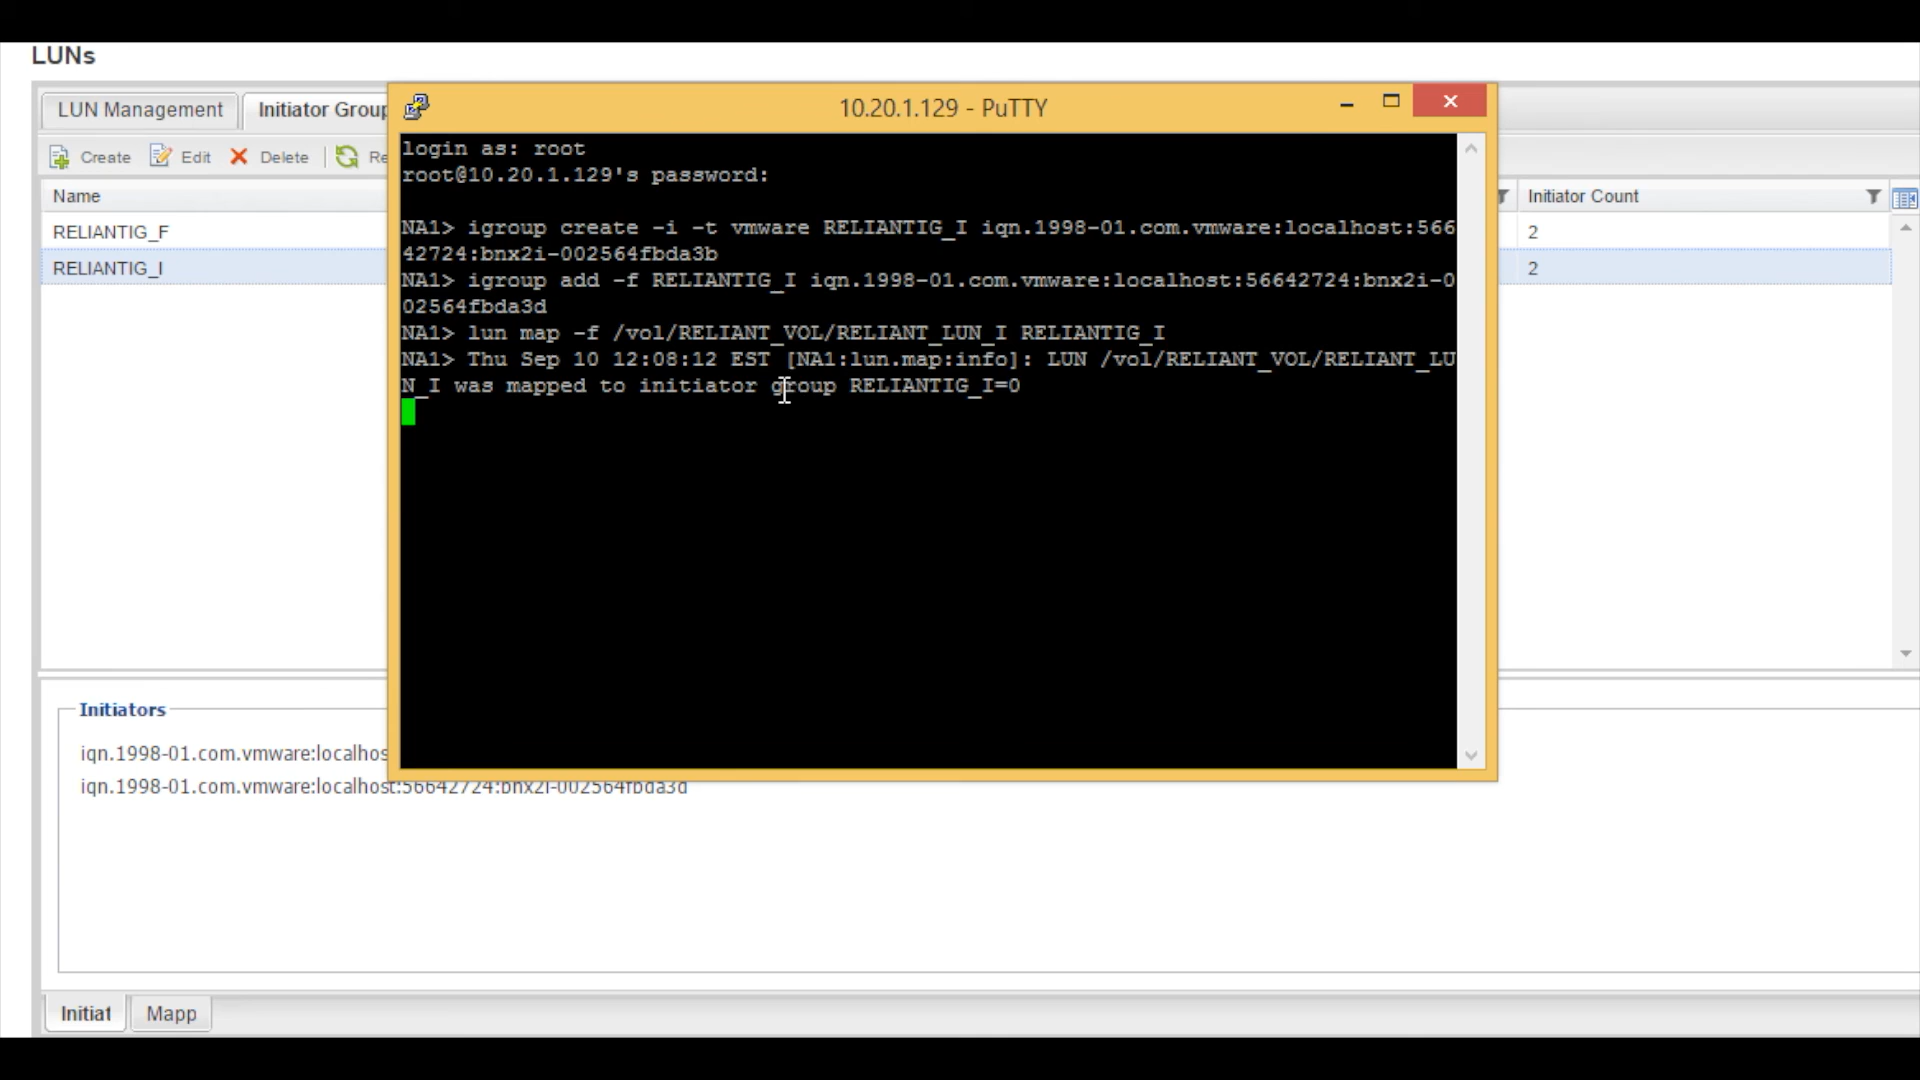 LUNs
10.20.1.129 - PuTTY
LUN Management
Initiator Group
Create
Edit
Delete
Re
login as: root
root@10.20.1.129's password:
Name
Initiator Count
RELIANTIG_F
2
RELIANTIG_I
2
NA1> igroup create -i -t vmware RELIANTIG_I iqn.1998-01.com.vmware:localhost:566
42724:bnx2i-002564fbda3b
NA1> igroup add -f RELIANTIG_I iqn.1998-01.com.vmware:localhost:56642724:bnx2i-0
02564fbda3d
NA1> lun map -f /vol/RELIANT_VOL/RELIANT_LUN_I RELIANTIG_I
NA1> Thu Sep 10 12:08:12 EST [NA1:lun.map:info]: LUN /vol/RELIANT_VOL/RELIANT_LU
N_I was mapped to initiator group RELIANTIG_I=0
Initiators
iqn.1998-01.com.vmware:localhos
iqn.1998-01.com.vmware:localhost:56642724:bnx2i-002564fbda3d
Initiat
Mapp